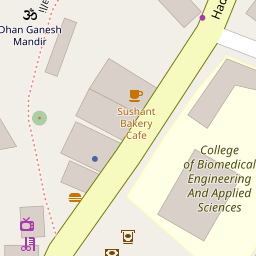 Dhan Ganesh
Mandir
Sushant
Bakery
Cafe
College
of Biomedical
Engineering
And Applied
Sciences